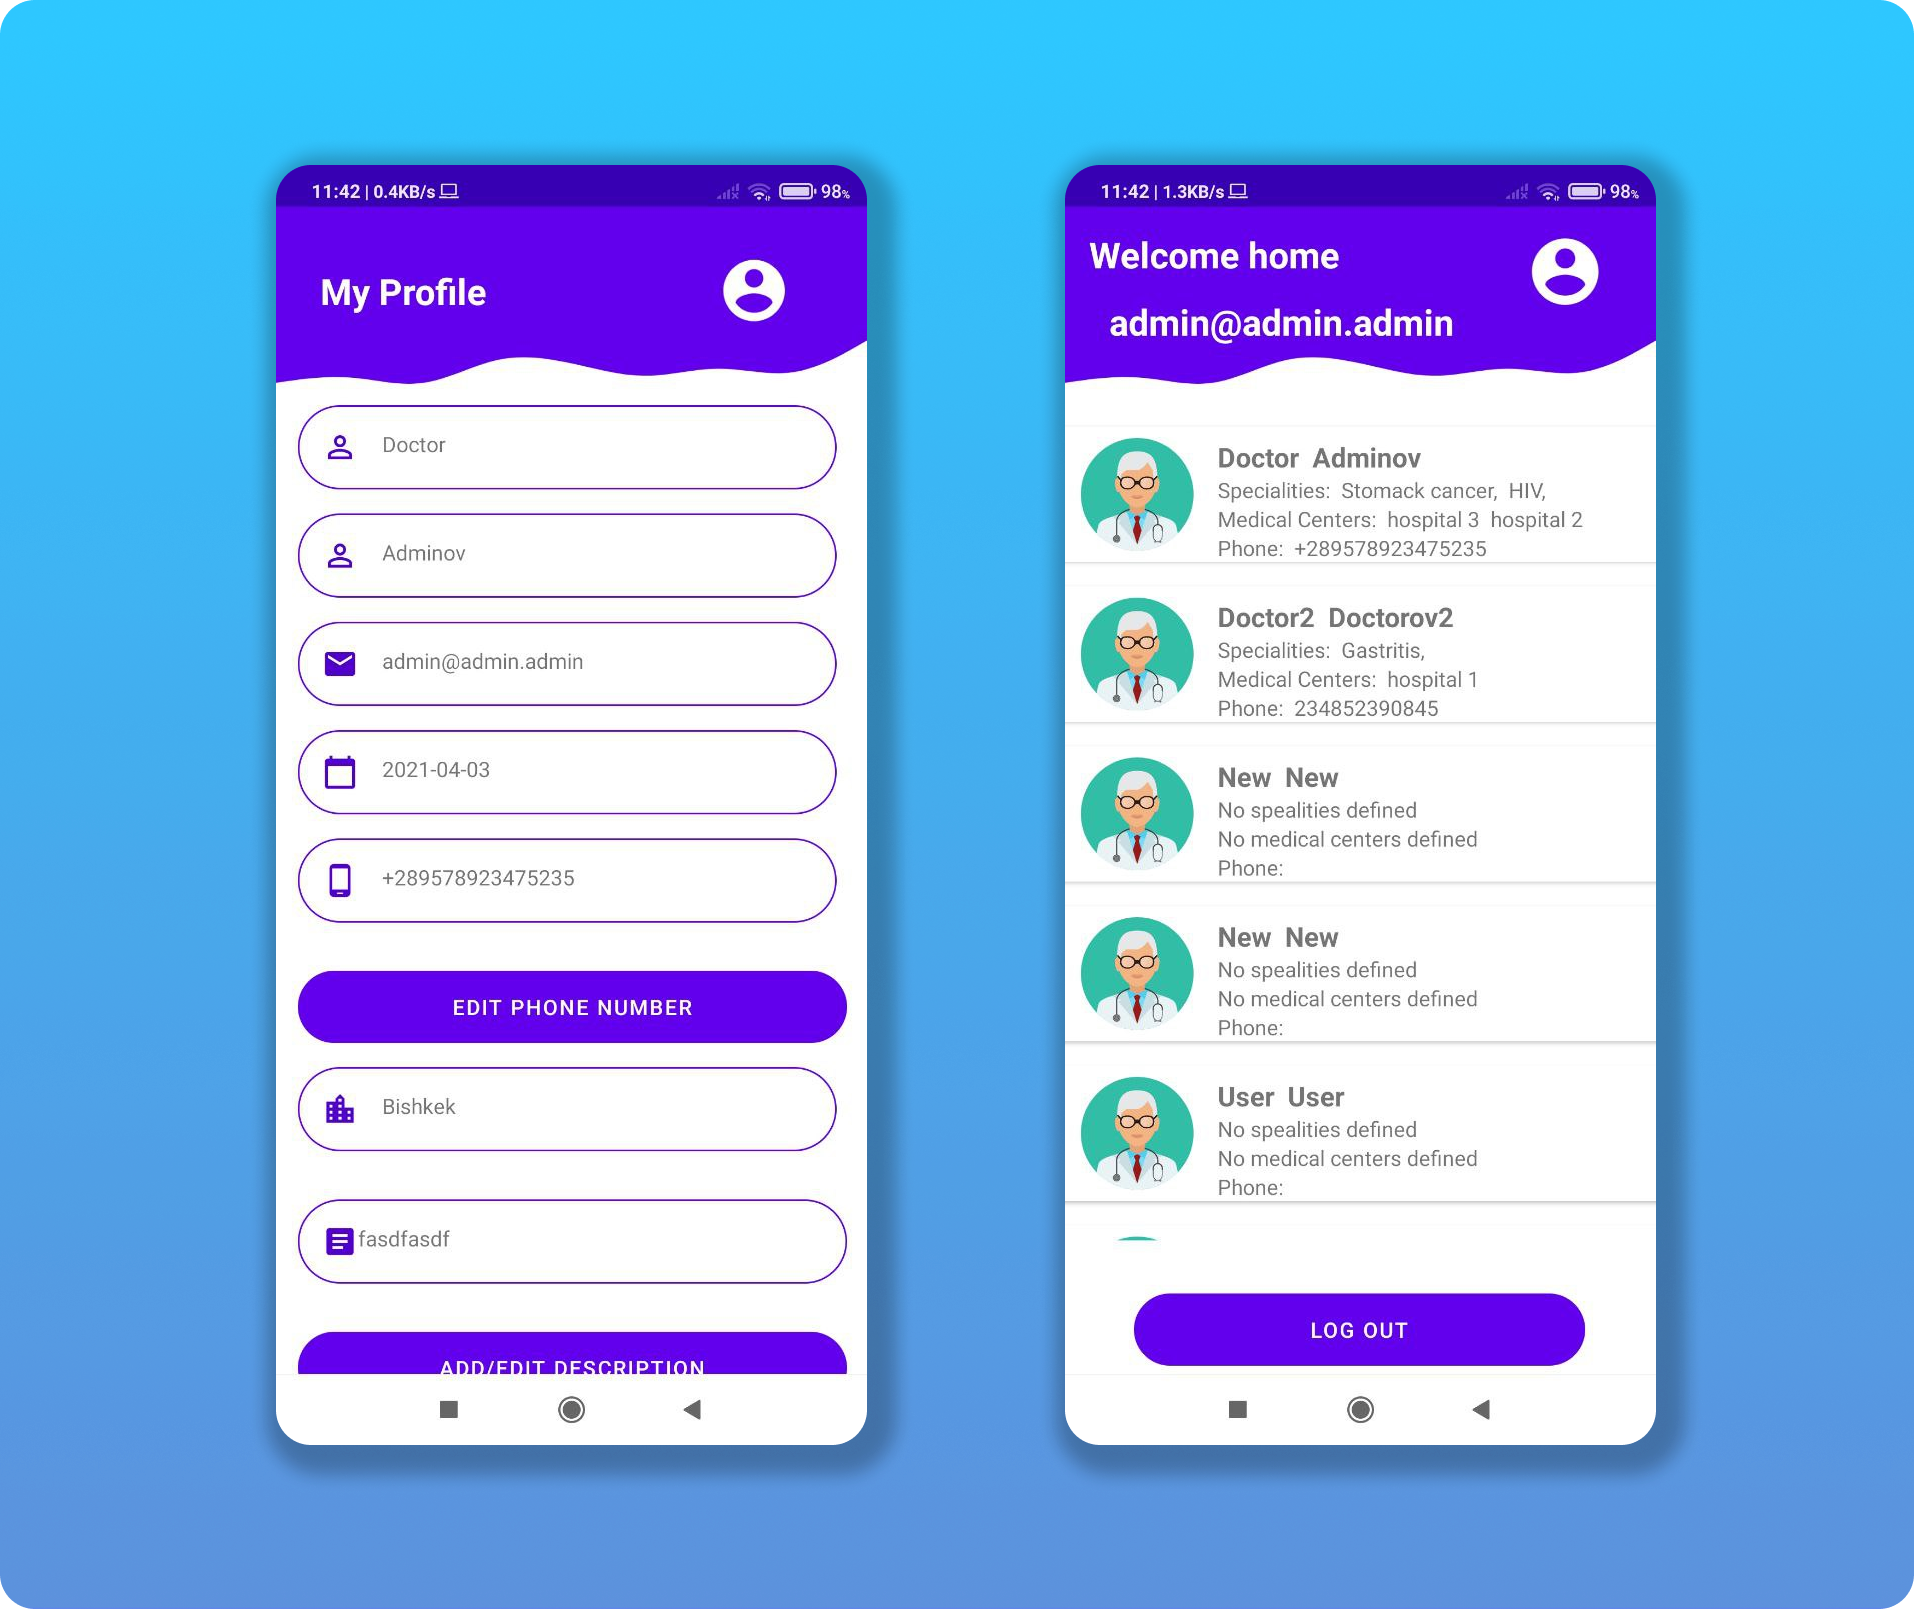 11:42 | 0.4KB/s
98%
My Profile
Doctor
Adminov
admin@admin.admin
2021-04-03
+289578923475235
EDIT PHONE NUMBER
Bishkek
fasdfasdf
ADD/EDIT DESCRIPTION
11:42 | 1.3KB/s
98%
Welcome home
admin@admin.admin
Doctor Adminov
Specialities: Stomack cancer, HIV,
Medical Centers: hospital 3 hospital 2
Phone: +289578923475235
Doctor2 Doctorov2
Specialities: Gastritis,
Medical Centers: hospital 1
Phone: 234852390845
New New
No spealities defined
No medical centers defined
Phone:
New New
No spealities defined
No medical centers defined
Phone:
User User
No spealities defined
No medical centers defined
Phone:
LOG OUT